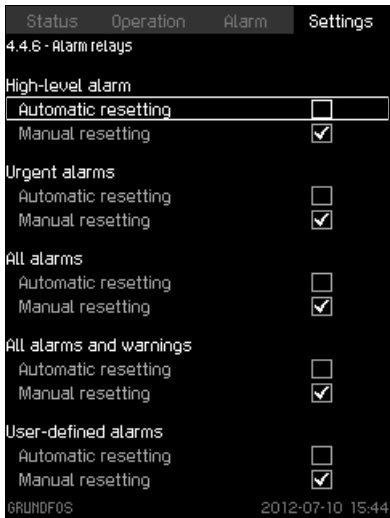 Status Operation Alarm Settings
4.4.6 - Alarm relays
High-level alarm
Automatic resetting
Manual resetting
Urgent alarms
Automatic resetting
Manual resetting
All alarms
Automatic resetting
Manual resetting
All alarms and warnings
Automatic resetting
Manual resetting
User-defined alarms
Automatic resetting
Manual resetting
GRUNDFOS 2012-07-10 15:44